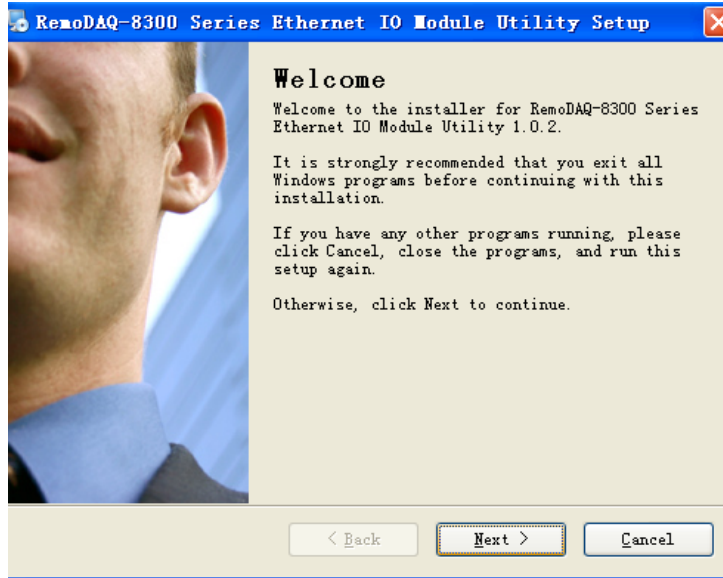 RemoDAQ-8300 Series Ethernet IO Module Utility Setup
Welcome
Welcome to the installer for RemoDAQ-8300 Series
Ethernet IO Module Utility 1.0.2.
It is strongly recommended that you exit all
Windows programs before continuing with this
installation.
If you have any other programs running, please
click Cancel, close the programs, and run this
setup again.
Otherwise, click Next to continue.
< Back
Next >
Cancel